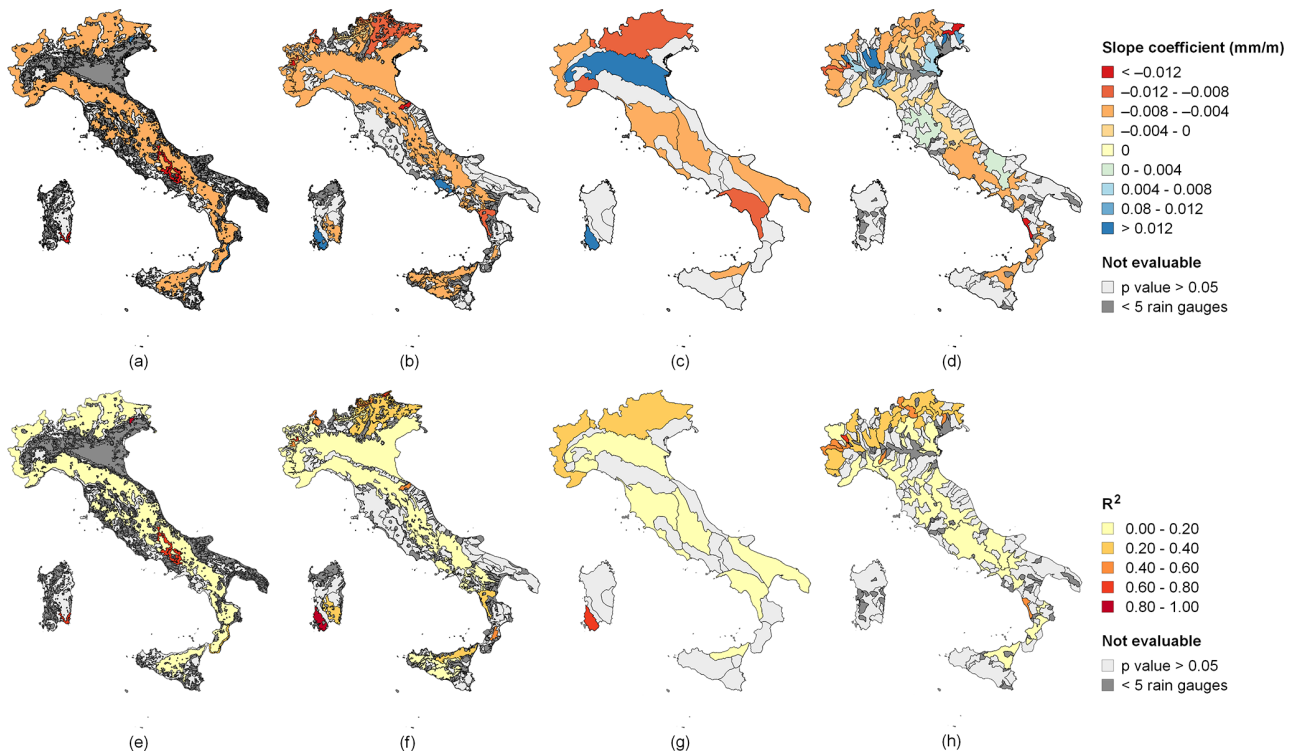 Slope coefficient (mm/m)
< –0.012
–0.012 - –0.008
–0.008 - –0.004
–0.004 - 0
0
0 - 0.004
0.004 - 0.008
0.08 - 0.012
> 0.012
Not evaluable
p value > 0.05
< 5 rain gauges
(a)
(b)
(c)
(d)
R²
0.00 - 0.20
0.20 - 0.40
0.40 - 0.60
0.60 - 0.80
0.80 - 1.00
Not evaluable
p value > 0.05
< 5 rain gauges
(e)
(f)
(g)
(h)